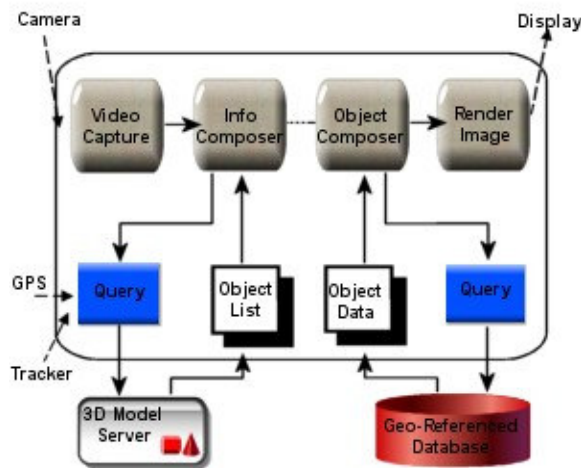 Camera
Display
Video
Capture
Info
Composer
Object
Composer
Render
Image
GPS
Query
Object
List
Object
Data
Query
Tracker
3D Model
Server
Geo-Referenced
Database